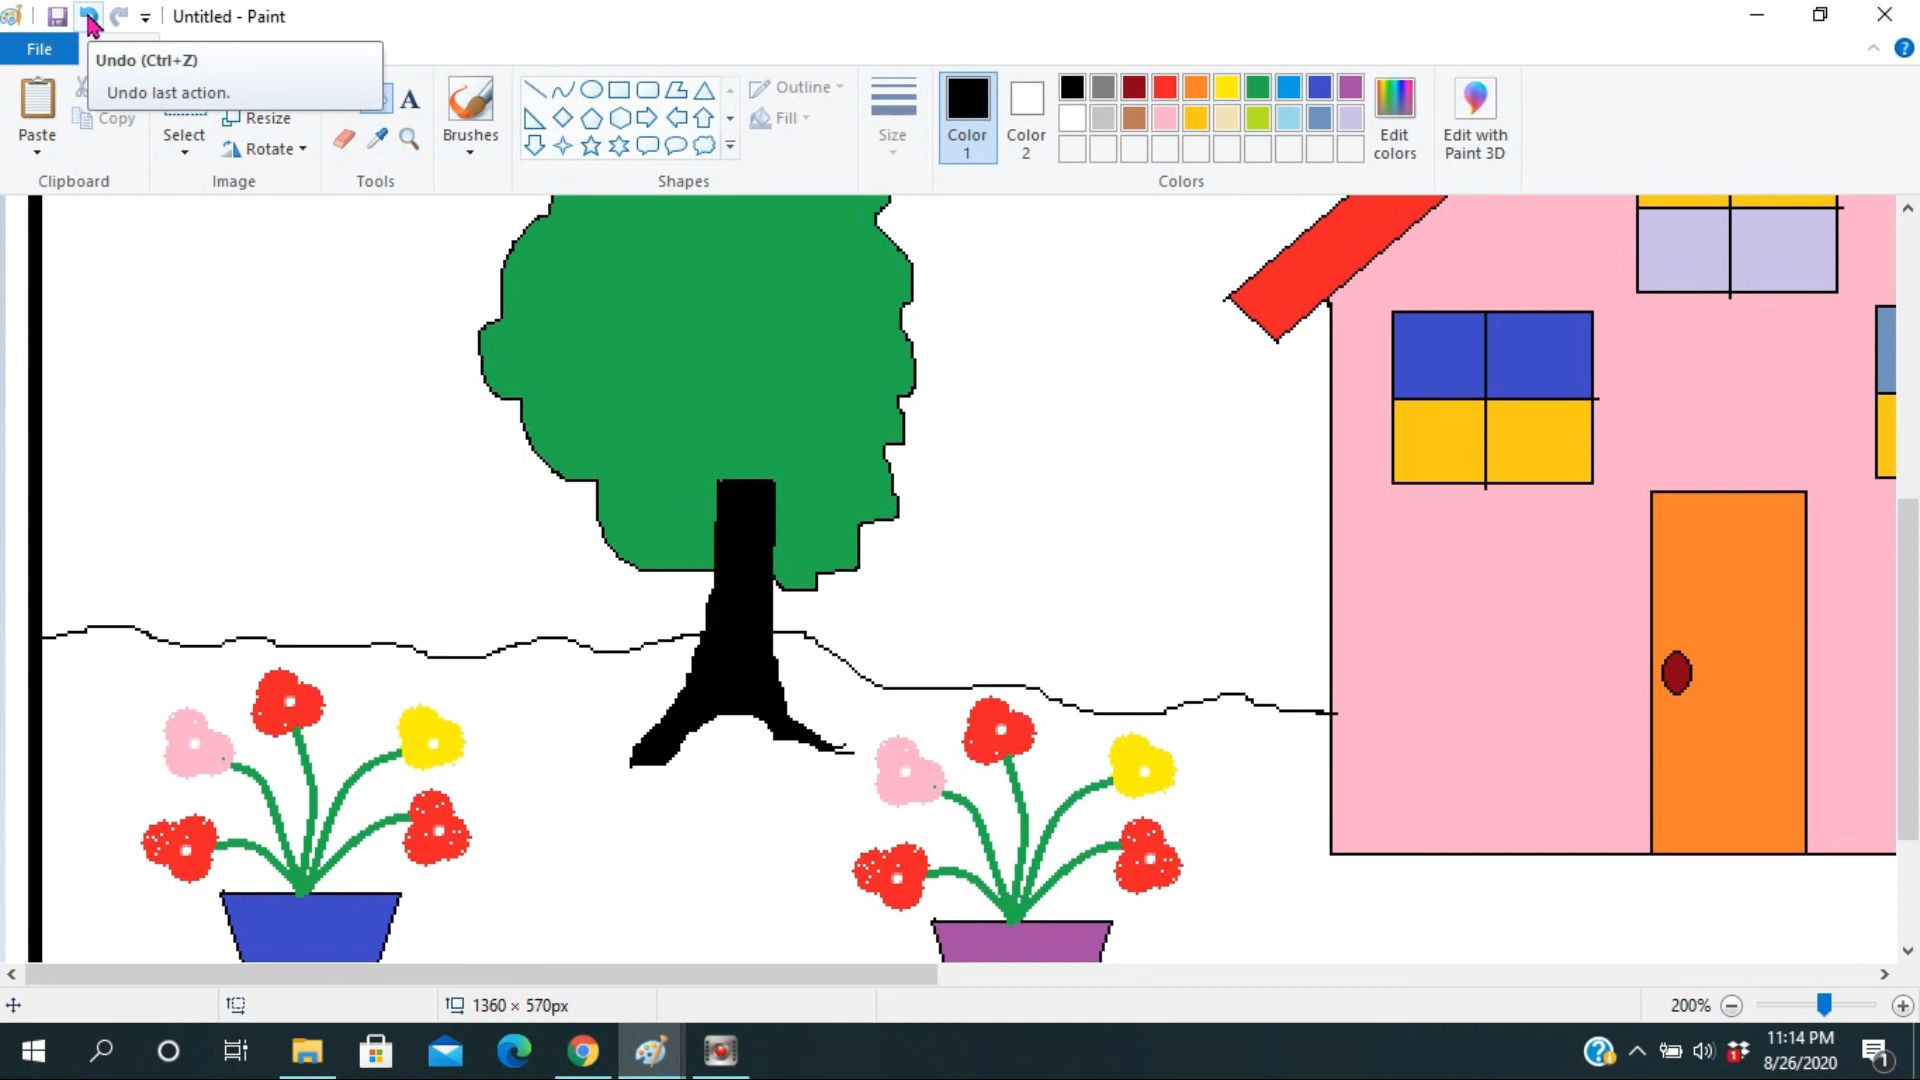 Untitled - Paint
File
Undo (Ctrl+Z)
Undo last action.
Paste
Copy
Clipboard
Select
Resize
Rotate
Image
A
Tools
Brushes
Outline
Fill
Shapes
Size
Color 1
Color 2
Edit colors
Colors
Edit with Paint 3D
1360 × 570px
200%
11:14 PM
8/26/2020
1
1